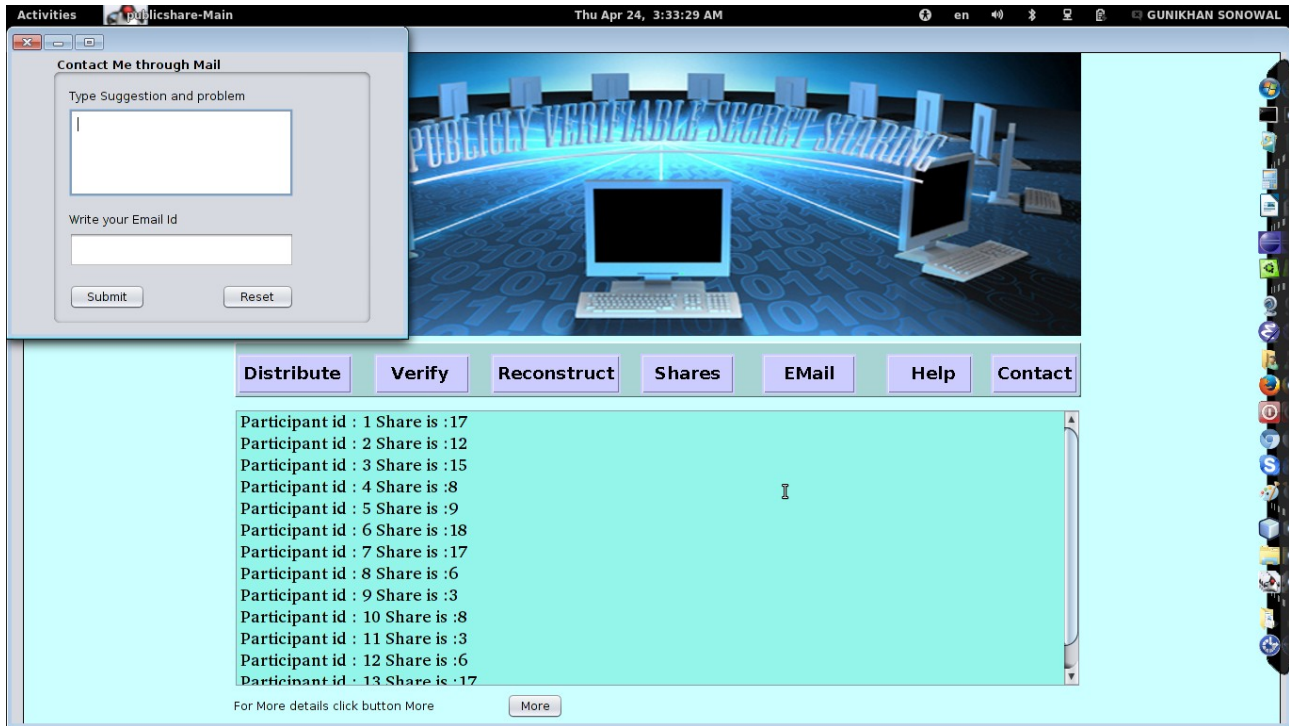 Activities publicshare-Main Thu Apr 24, 3:33:29 AM en GUNIKHAN SONOWAL
Contact Me through Mail
Type Suggestion and problem
Write your Email Id
Submit Reset
PUBLICLY VERIFIABLE SECRET SHARING
Distribute Verify Reconstruct Shares EMail Help Contact
Participant id : 1 Share is :17
Participant id : 2 Share is :12
Participant id : 3 Share is :15
Participant id : 4 Share is :8
Participant id : 5 Share is :9
Participant id : 6 Share is :18
Participant id : 7 Share is :17
Participant id : 8 Share is :6
Participant id : 9 Share is :3
Participant id : 10 Share is :8
Participant id : 11 Share is :3
Participant id : 12 Share is :6
Participant id : 13 Share is :17
For More details click button More More